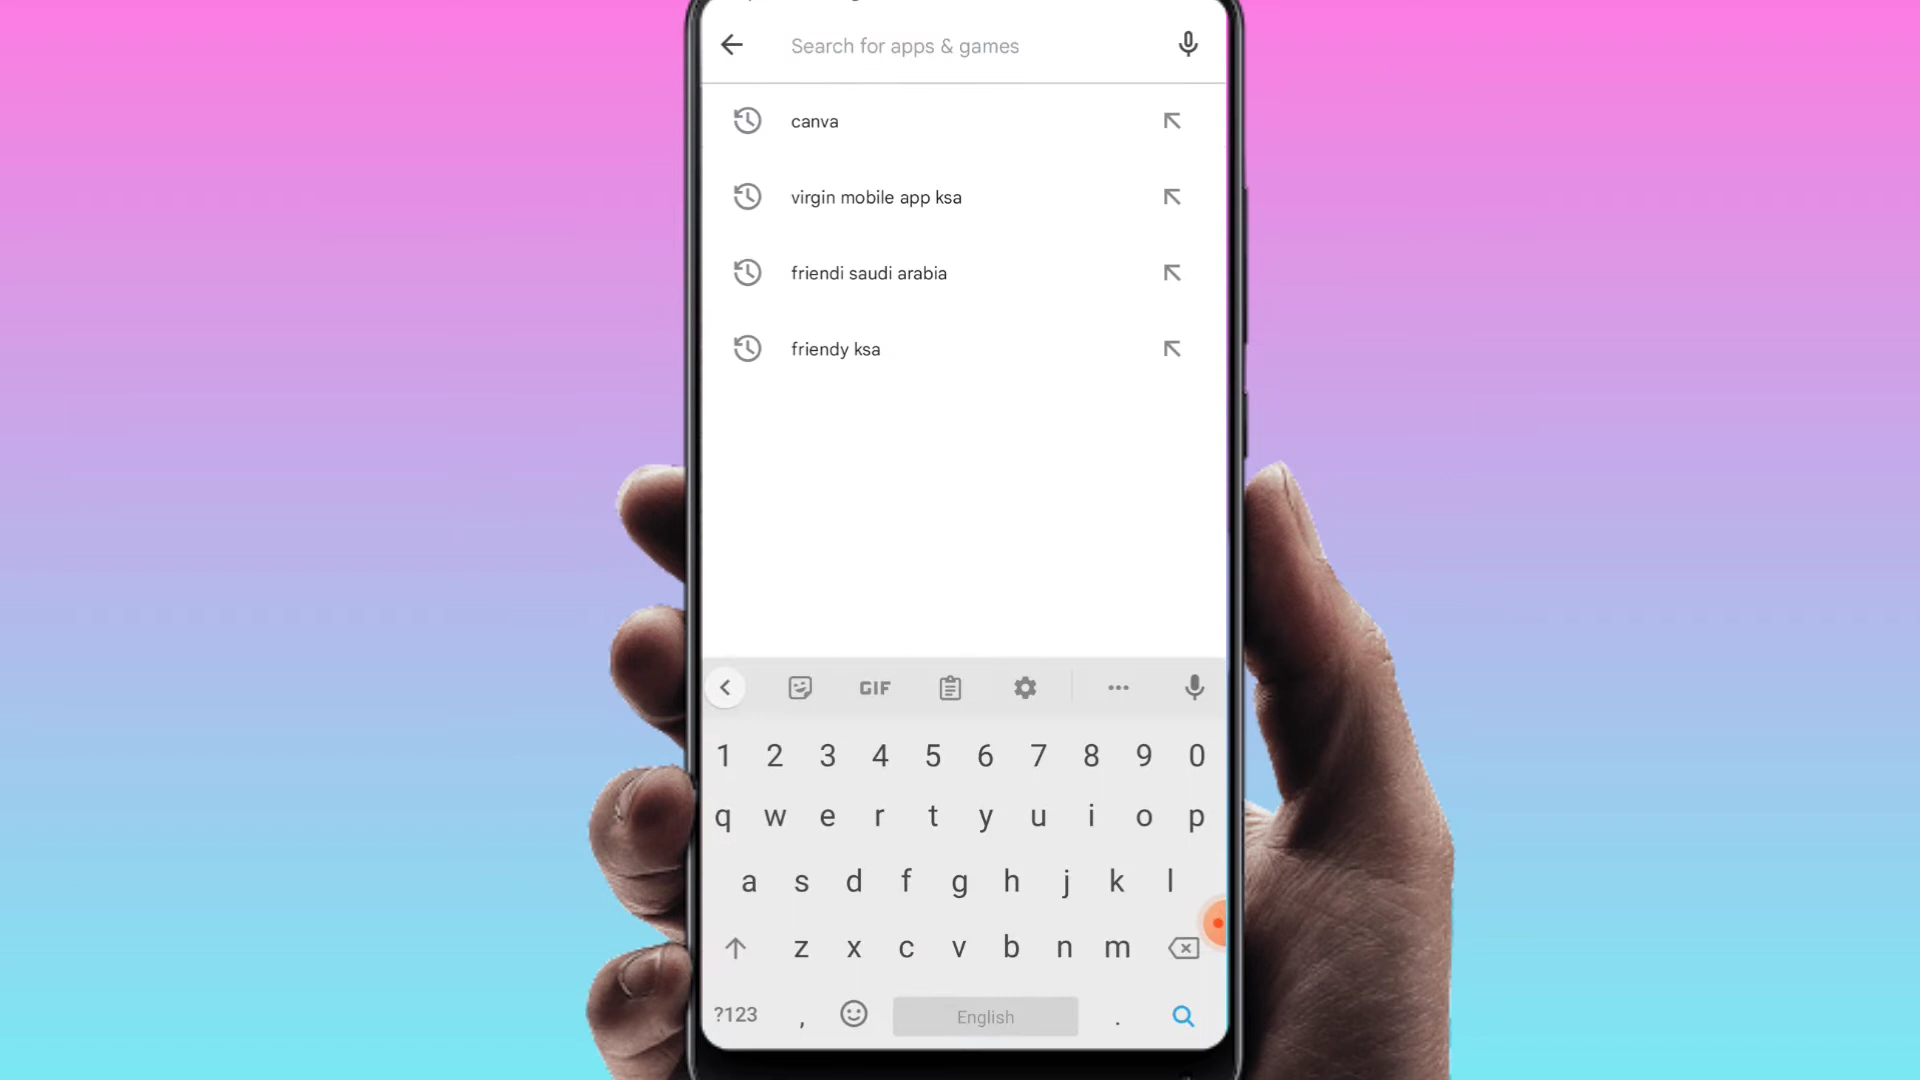 Search for apps & games
canva
virgin mobile app ksa
friendi saudi arabia
friendy ksa
GIF
1 2 3 4 5 6 7 8 9 0
q w e r t y u i o p
a s d f g h j k l
z x c v b n m
?123 , English .